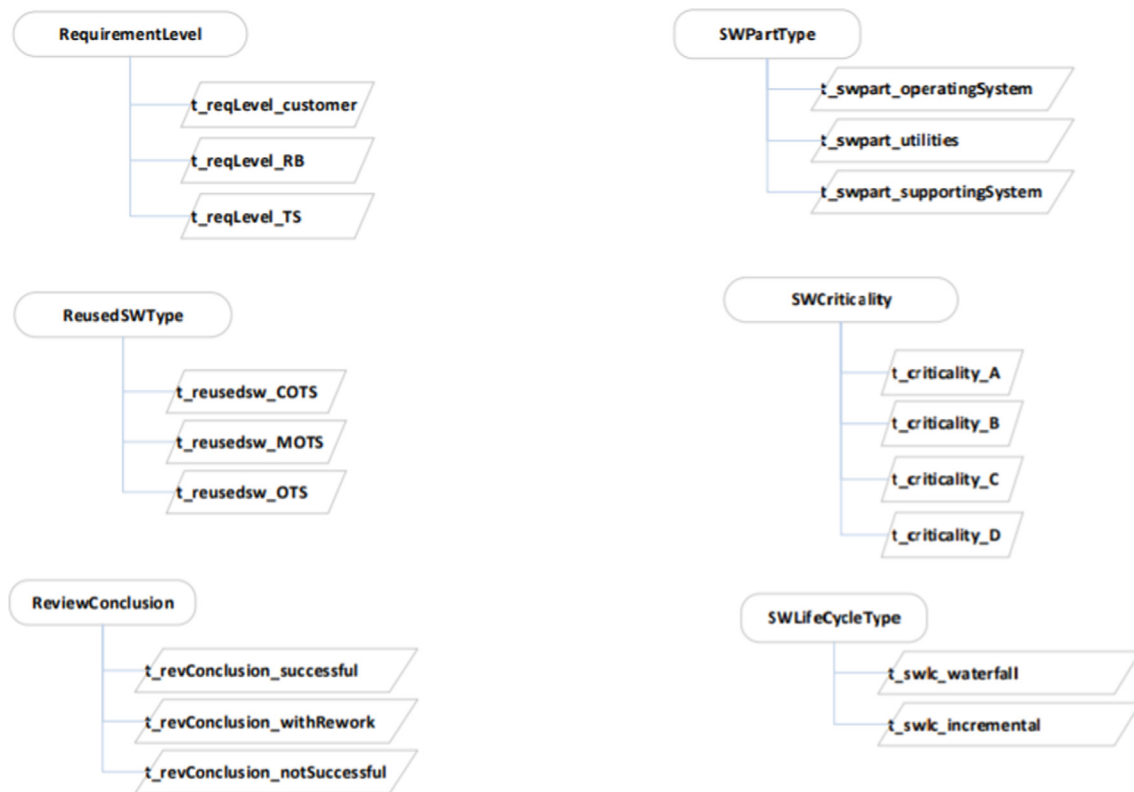 RequirementLevel
t_reqLevel_customer
t_reqLevel_RB
t_reqLevel_TS
SWPartType
t_swpart_operatingSystem
t_swpart_utilities
t_swpart_supportingSystem
ReusedSWType
t_reusedsw_COTS
t_reusedsw_MOTS
t_reusedsw_OTS
SWCriticality
t_criticality_A
t_criticality_B
t_criticality_C
t_criticality_D
ReviewConclusion
t_revConclusion_successful
t_revConclusion_withRework
t_revConclusion_notSuccessful
SWLifeCycleType
t_swlc_waterfall
t_swlc_incremental